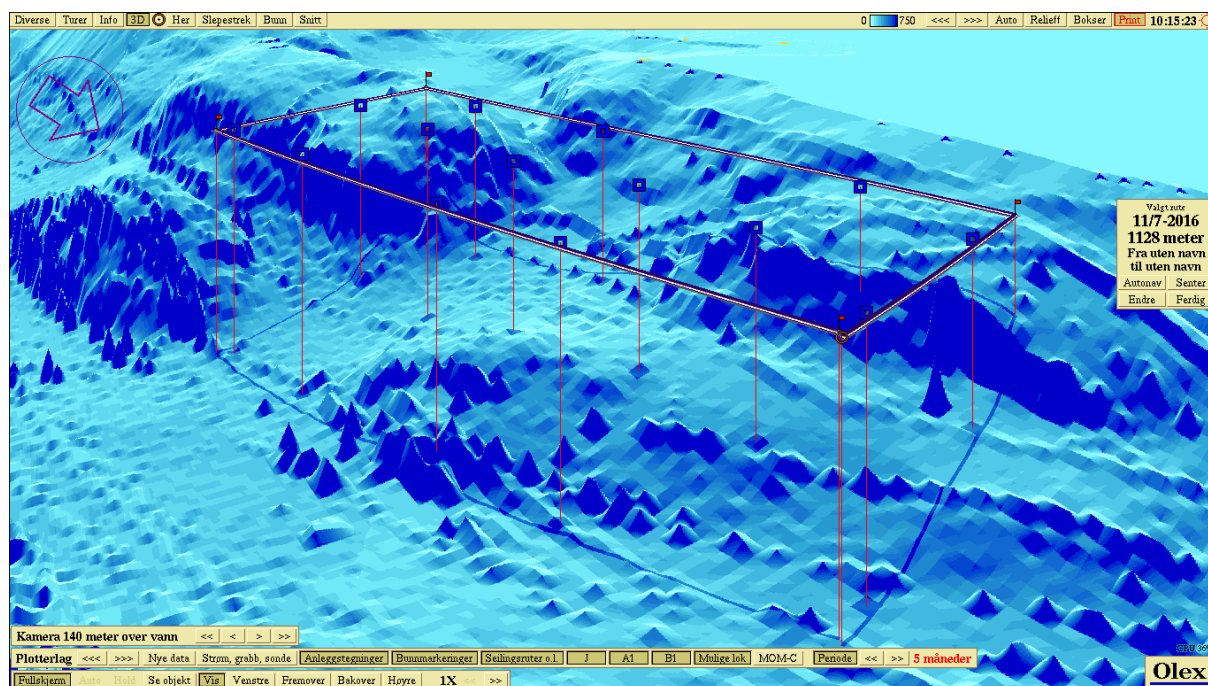 Diverse Turer Info 3D Her Slepestrek Bunn Snitt 0 750 <<< >>> Auto Relieff Bokser Print 10:15:23
Valgt rute
11/7-2016
1128 meter
Fra uten navn
til uten navn
Autonav Senter
Endre Ferdig
Kamera 140 meter over vann << < > >>
Plotterlag <<< >>> Nye data Strøm, grabb, sonde Anleggstegninger Bunnmarkeringer Seilingsruter o.l. J A1 B1 Mulige lok MOM-C Periode << >> 5 måneder
Fullskjerm Auto Hold Se objekt Vis Venstre Fremover Bakover Høyre 1X << >>
Olex